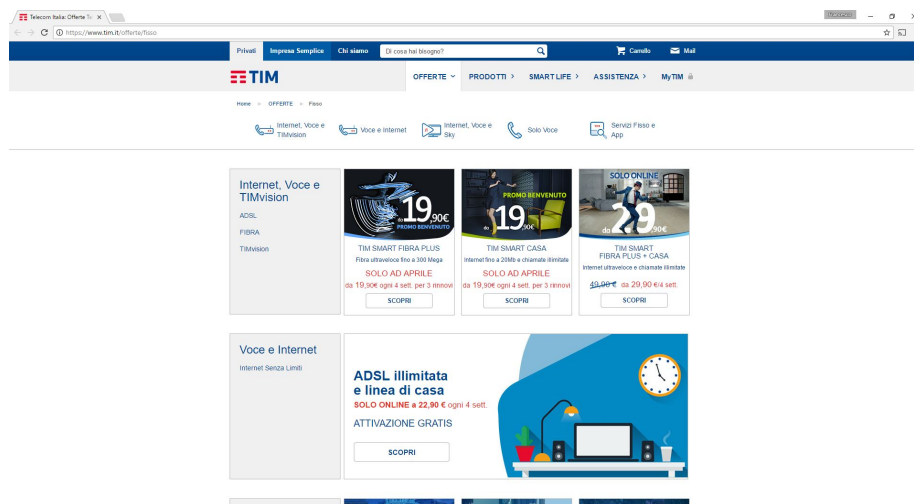 Telecom Italia: Offerte Te
https://www.tim.it/offerte/fisso
Privati Impresa Semplice Chi siamo Di cosa hai bisogno? Carrello Mail
TIM OFFERTE PRODOTTI SMART LIFE ASSISTENZA MyTIM
Home > OFFERTE > Fisso
Internet, Voce e
TIMvision
Voce e Internet
Internet, Voce e
Sky
Solo Voce
Servizi Fisso e
App
Internet, Voce e
TIMvision
ADSL
FIBRA
TIMvision
da 19,90€
PROMO BENVENUTO
TIM SMART FIBRA PLUS
Fibra ultraveloce fino a 300 Mega
SOLO AD APRILE
da 19,90€ ogni 4 sett. per 3 rinnovi
SCOPRI
PROMO BENVENUTO
da 19,90€
TIM SMART CASA
Internet fino a 20Mb e chiamate illimitate
SOLO AD APRILE
da 19,90€ ogni 4 sett. per 3 rinnovi
SCOPRI
SOLO ONLINE
da 29,90€
TIM SMART
FIBRA PLUS + CASA
Internet ultraveloce e chiamate illimitate
49,90 € da 29,90 €/4 sett.
SCOPRI
Voce e Internet
Internet Senza Limiti
ADSL illimitata
e linea di casa
SOLO ONLINE a 22,90 € ogni 4 sett.
ATTIVAZIONE GRATIS
SCOPRI